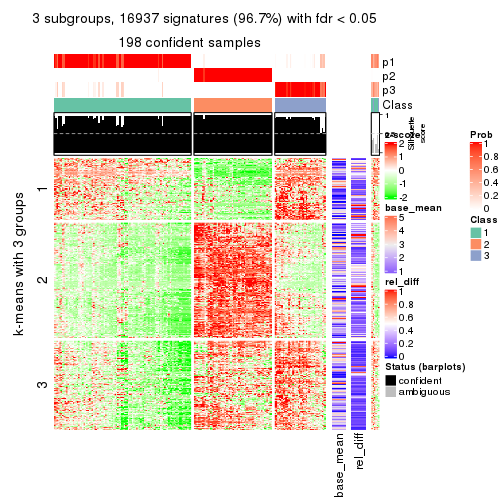 3 subgroups, 16937 signatures (96.7%) with fdr < 0.05
198 confident samples
p1
p2
p3
Class
1
Silhouette
score
k-means with 3 groups
1
2
3
base_mean
rel_diff
z-score
2
1
0
-1
-2
base_mean
5
4
3
2
1
rel_diff
1
0.8
0.6
0.4
0.2
0
Status (barplots)
confident
ambiguous
Prob
1
0.8
0.6
0.4
0.2
0
Class
1
2
3